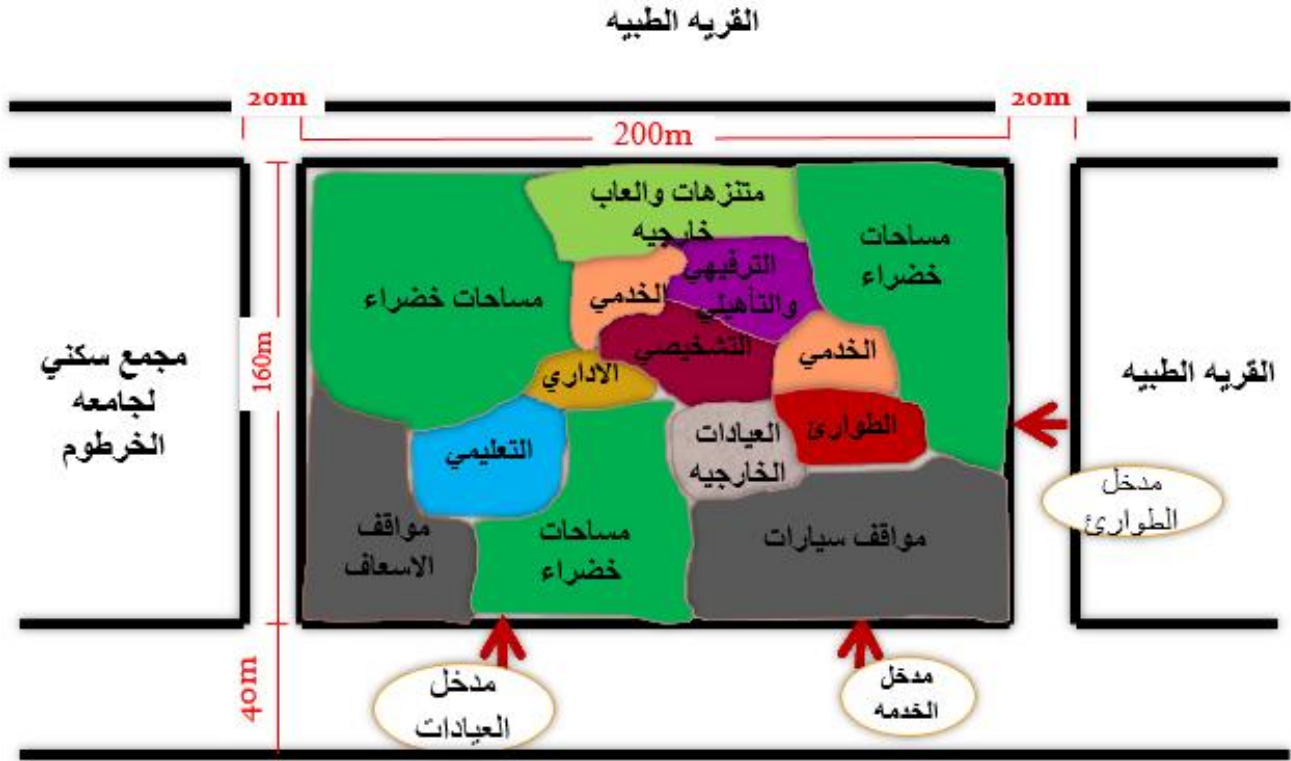 القريه الطبيه
20m
20m
200m
160m
40m
متنزهات والعاب
خارجيه
مساحات
خضراء
الترفيهي
والتأهيلي
الخدمي
مساحات خضراء
التشخيصي
الخدمي
الاداري
مجمع سكني
لجامعه
الخرطوم
القريه الطبيه
العيادات
الخارجيه
الطوارئ
التعليمي
مدخل
الطوارئ
مواقف
الاسعاف
مساحات
خضراء
مواقف سيارات
مدخل
العيادات
مدخل
الخدمه